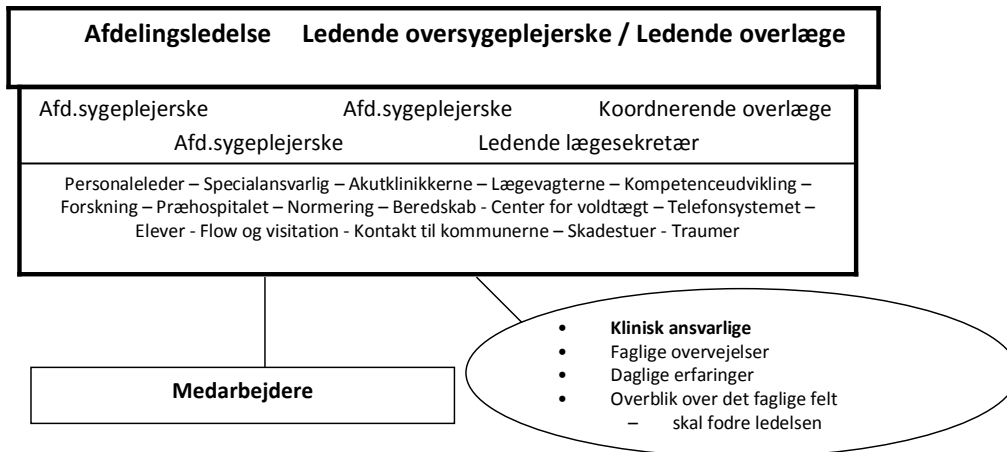 Afdelingsledelse Ledende oversygeplejerske / Ledende overlæge
Afd.sygeplejerske Afd.sygeplejerske Koordnerende overlæge
Afd.sygeplejerske Ledende lægesekretær
Personaleleder – Specialansvarlig – Akutklinikkerne – Lægevagterne – Kompetenceudvikling –
Forskning – Præhospitalet – Normering – Beredskab - Center for voldtægt – Telefonsystemet –
Elever - Flow og visitation - Kontakt til kommunerne – Skadestuer - Traumer
Medarbejdere
• Klinisk ansvarlige
• Faglige overvejelser
• Daglige erfaringer
• Overblik over det faglige felt
– skal fodre ledelsen